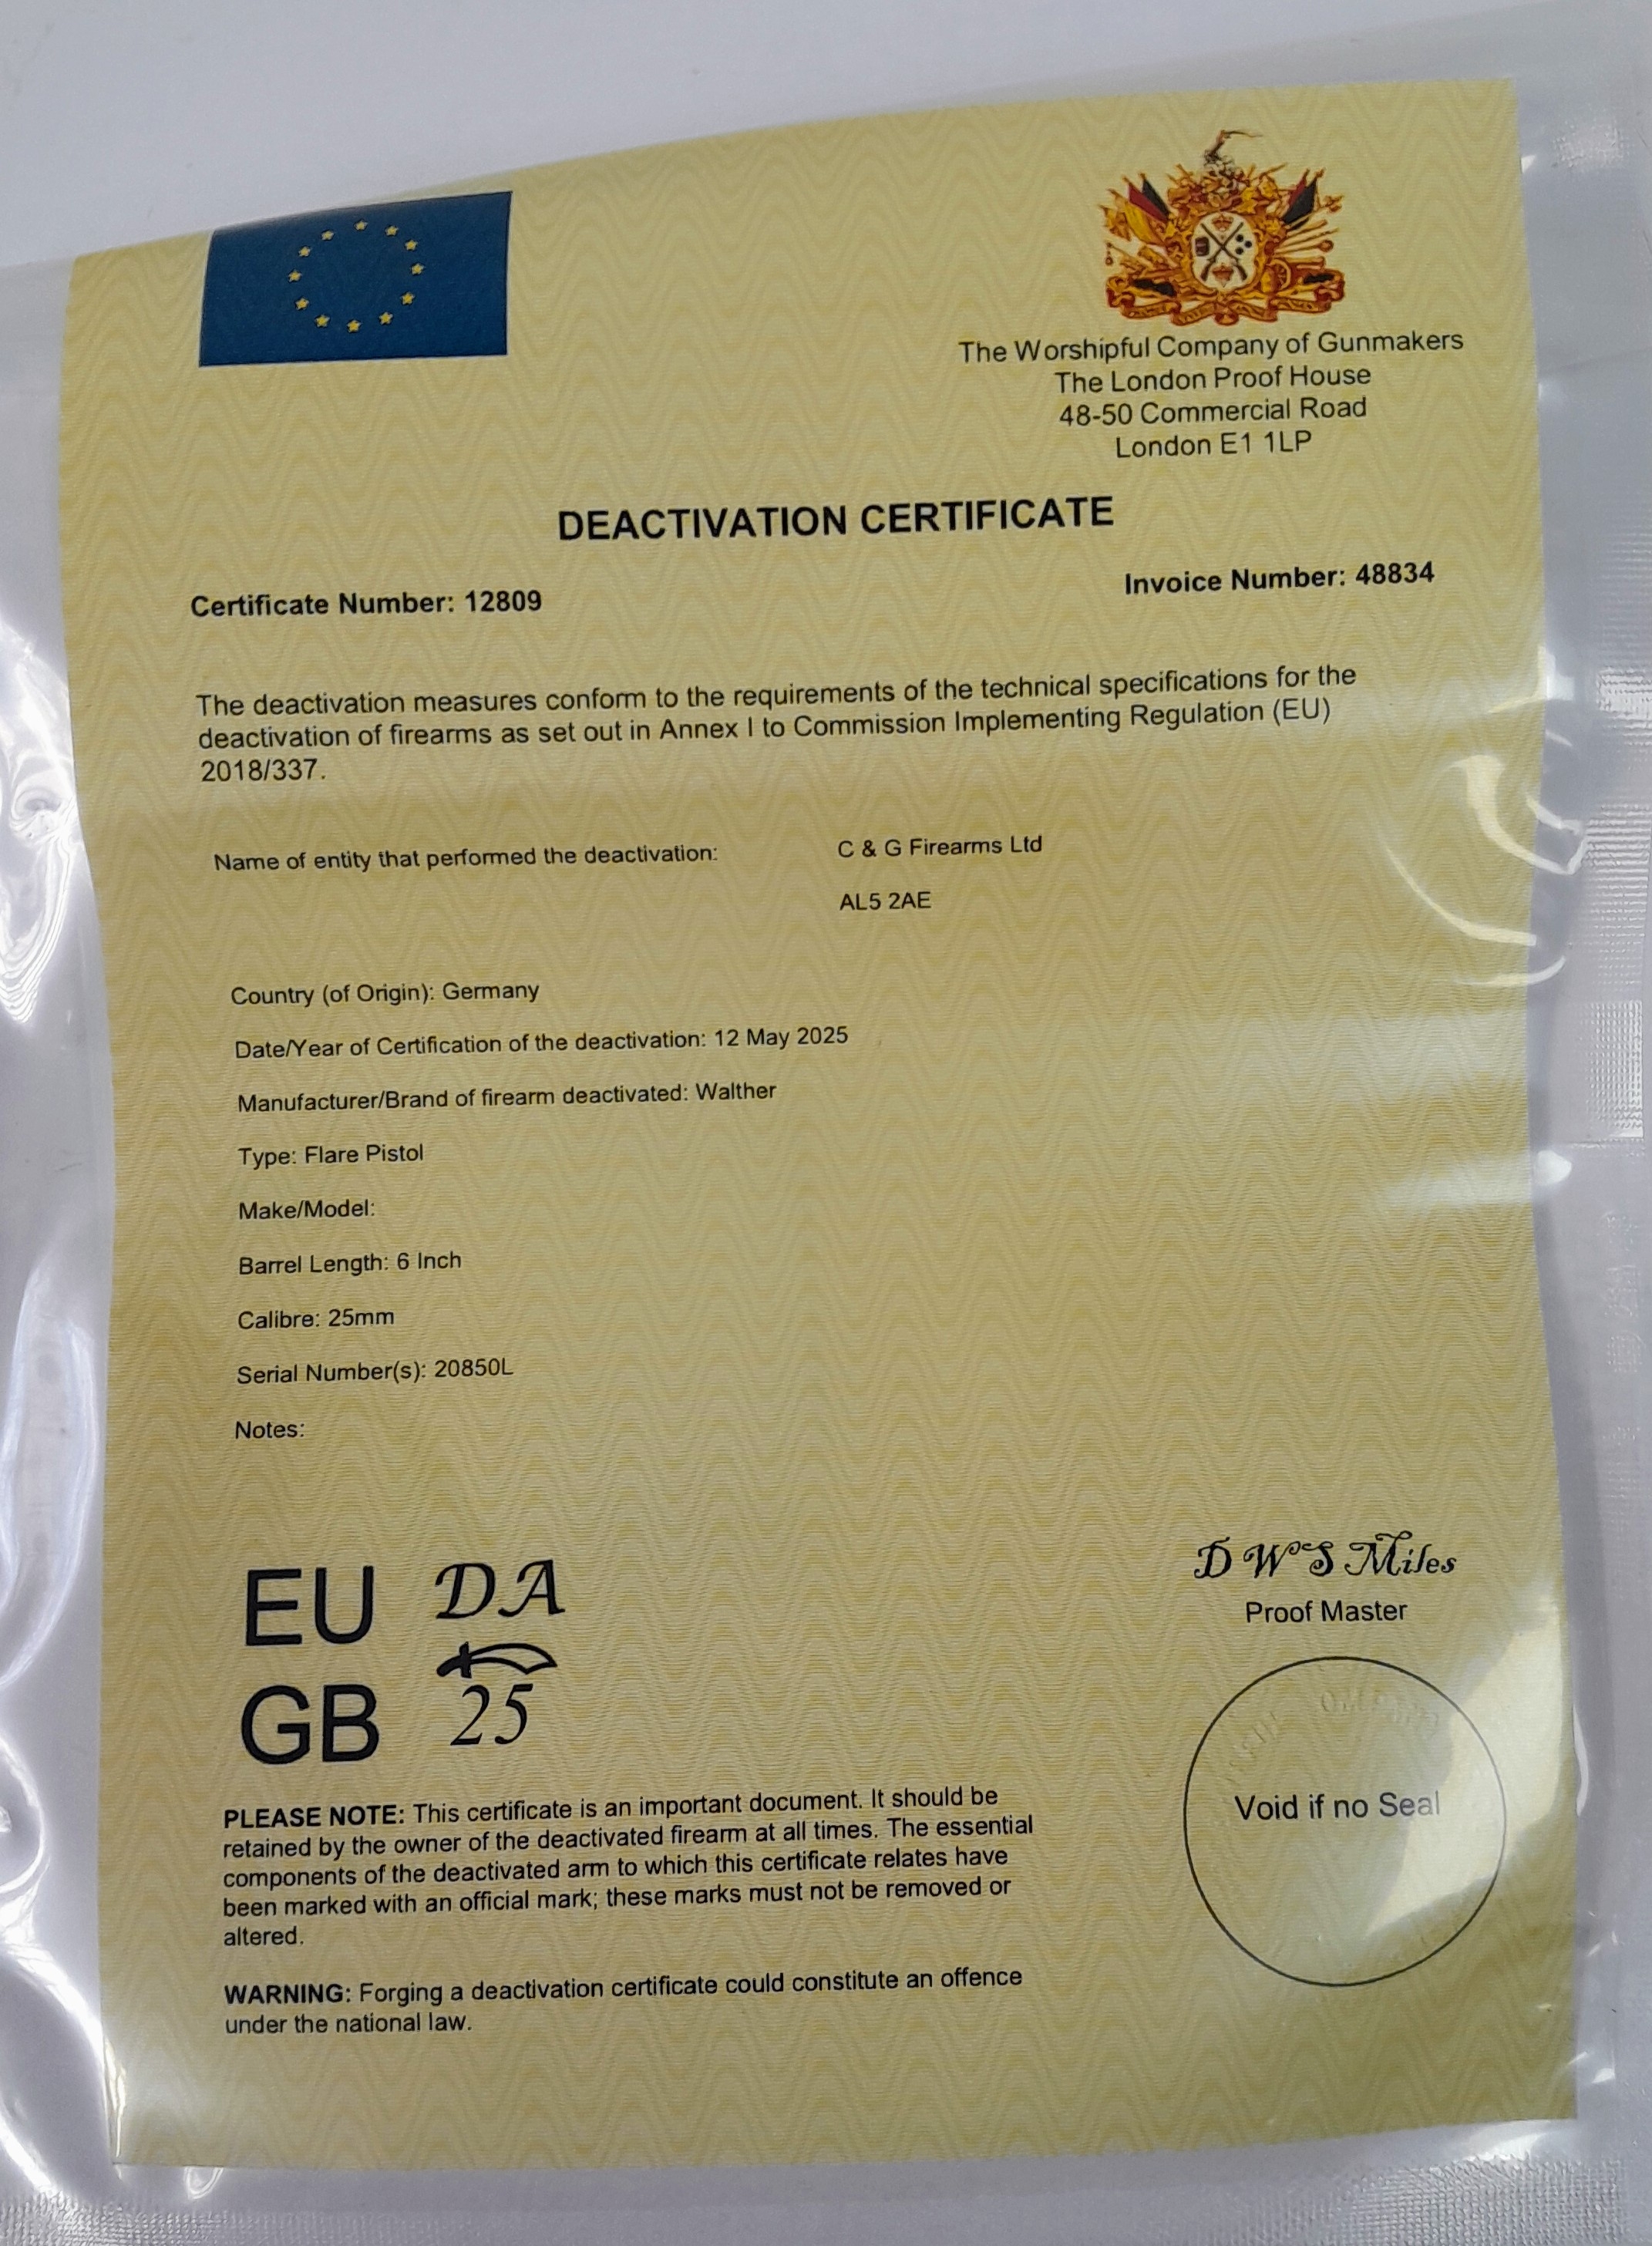 The Worshipful Company of Gunmakers
The London Proof House
48-50 Commercial Road
London E1 1LP
DEACTIVATION CERTIFICATE
Certificate Number: 12809
Invoice Number: 48834
The deactivation measures conform to the requirements of the technical specifications for the
deactivation of firearms as set out in Annex I to Commission Implementing Regulation (EU)
2018/337.
Name of entity that performed the deactivation:
C & G Firearms Ltd
AL5 2AE
Country (of Origin): Germany
Date/Year of Certification of the deactivation: 12 May 2025
Manufacturer/Brand of firearm deactivated: Walther
Type: Flare Pistol
Make/Model:
Barrel Length: 6 Inch
Calibre: 25mm
Serial Number(s): 20850L
Notes:
EU DA
GB 25
D W S Miles
Proof Master
Void if no Seal
PLEASE NOTE: This certificate is an important document. It should be
retained by the owner of the deactivated firearm at all times. The essential
components of the deactivated arm to which this certificate relates have
been marked with an official mark; these marks must not be removed or
altered.
WARNING: Forging a deactivation certificate could constitute an offence
under the national law.